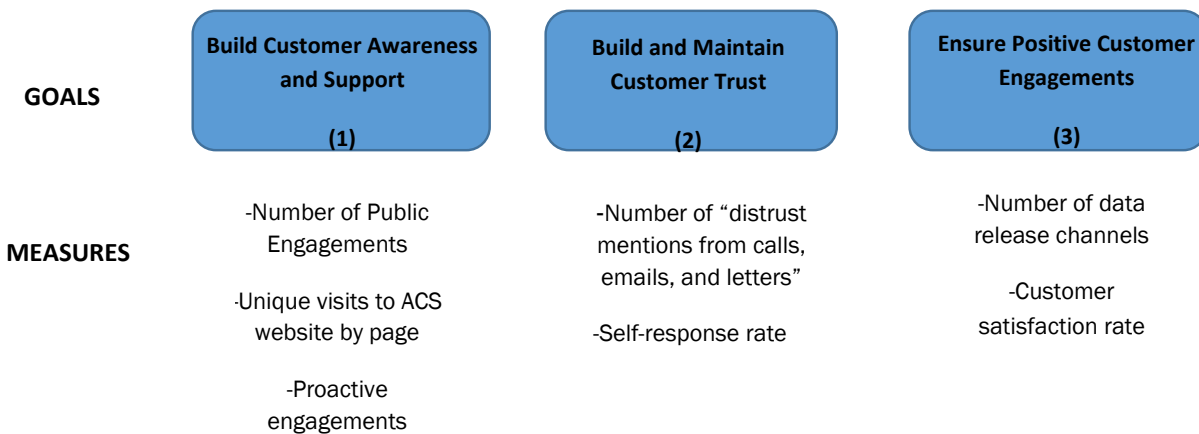 GOALS
Build Customer Awareness
and Support
(1)
Build and Maintain
Customer Trust
(2)
Ensure Positive Customer
Engagements
(3)
MEASURES
-Number of Public
Engagements
-Unique visits to ACS
website by page
-Proactive
engagements
-Number of “distrust
mentions from calls,
emails, and letters”
-Self-response rate
-Number of data
release channels
-Customer
satisfaction rate